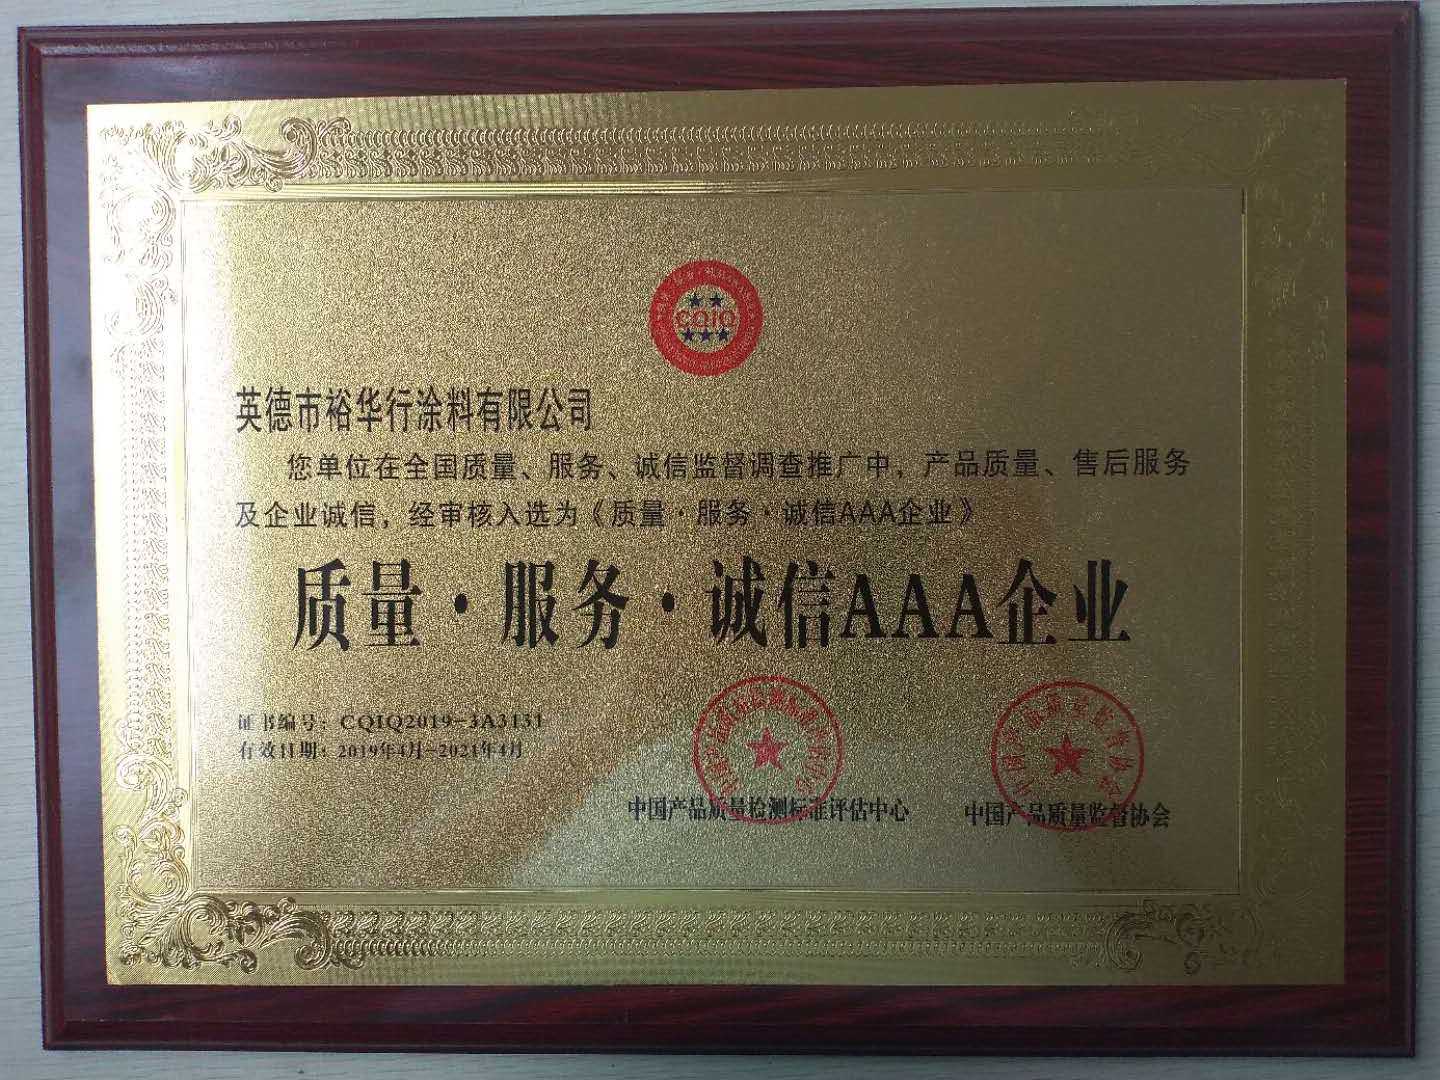 CQIQ
英德市裕华行涂料有限公司
您单位在全国质量、服务、诚信监督调查推广中，产品质量、售后服务
及企业诚信，经审核入选为《质量·服务·诚信AAA企业》
质量·服务·诚信AAA企业
证书编号：CQIQ2019-3A3131
有效日期：2019年4月-2021年4月
中国产品质量检测标准评估中心
中国产品质量监督协会